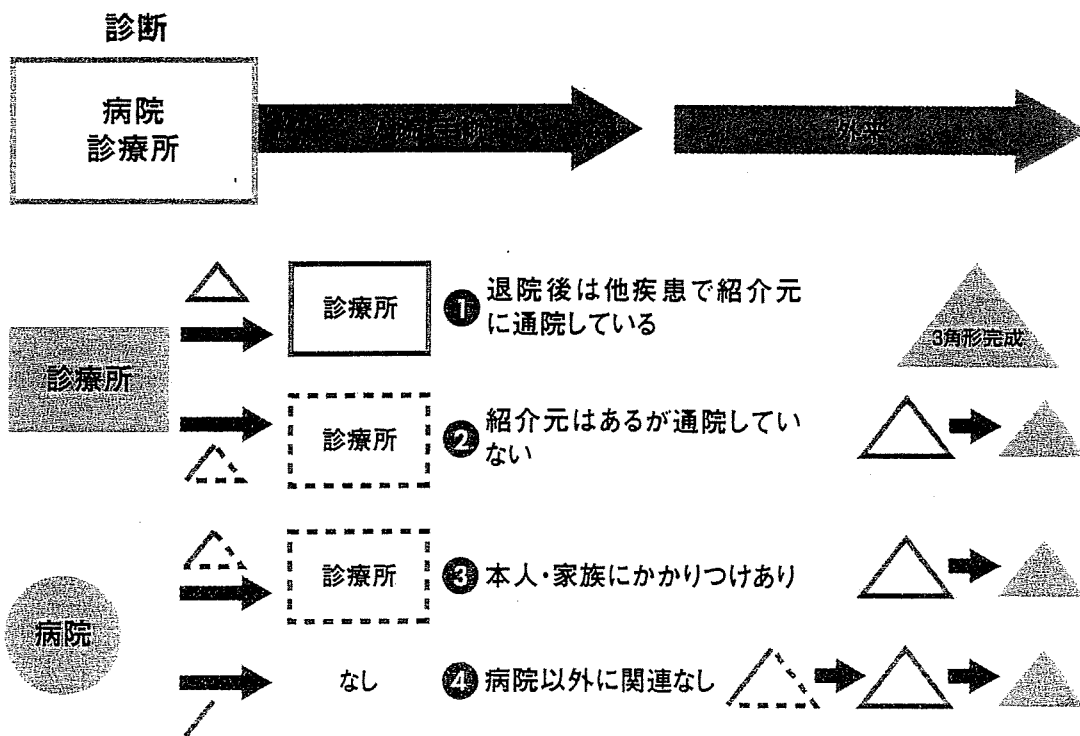 診断
病院
診療所
外来
診療所
診療所
❶ 退院後は他疾患で紹介元
に通院している
3角形完成
診療所
❷ 紹介元はあるが通院してい
ない
病院
診療所
❸ 本人・家族にかかりつけあり
なし
❹ 病院以外に関連なし